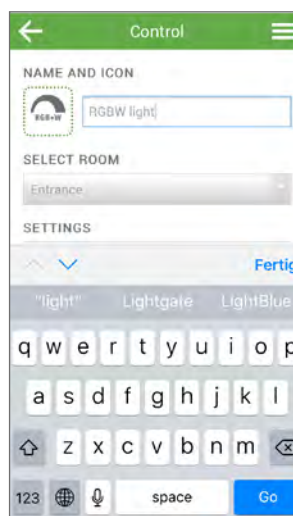 Control
NAME AND ICON
RGB+W
RGBW light
SELECT ROOM
Entrance
SETTINGS
Fertig
"light" Lightgate LightBlue
q w e r t y u i o p
a s d f g h j k l
z x c v b n m
123 space Go